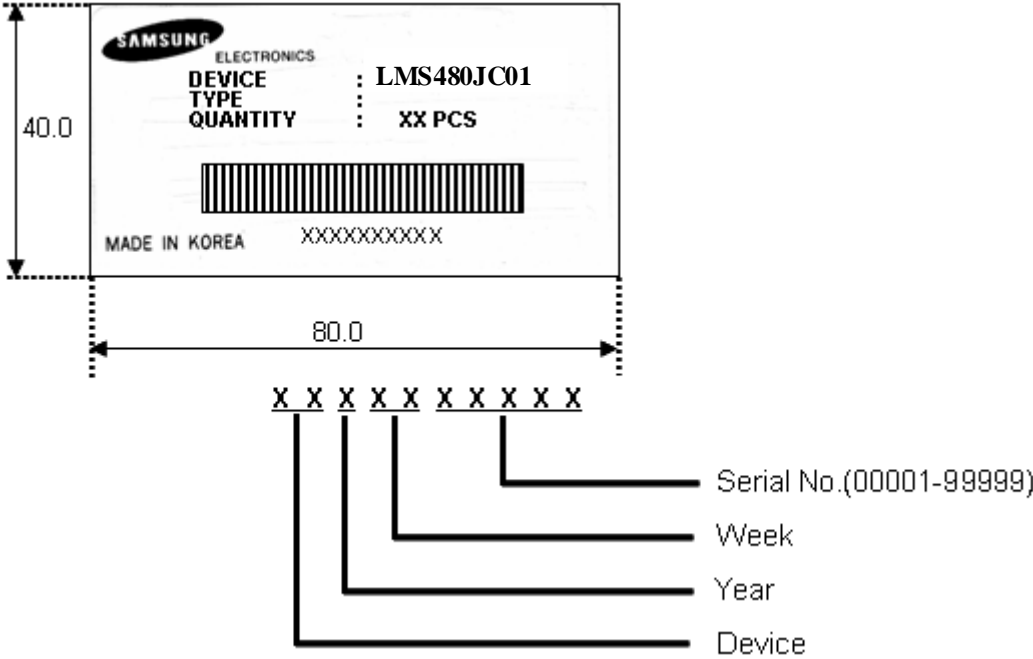 SAMSUNG
ELECTRONICS
DEVICE : LMS480JC01
TYPE :
QUANTITY : XX PCS
40.0
MADE IN KOREA XXXXXXXXXX
80.0
X X X X X X X X X X
Serial No.(00001-99999)
Week
Year
Device